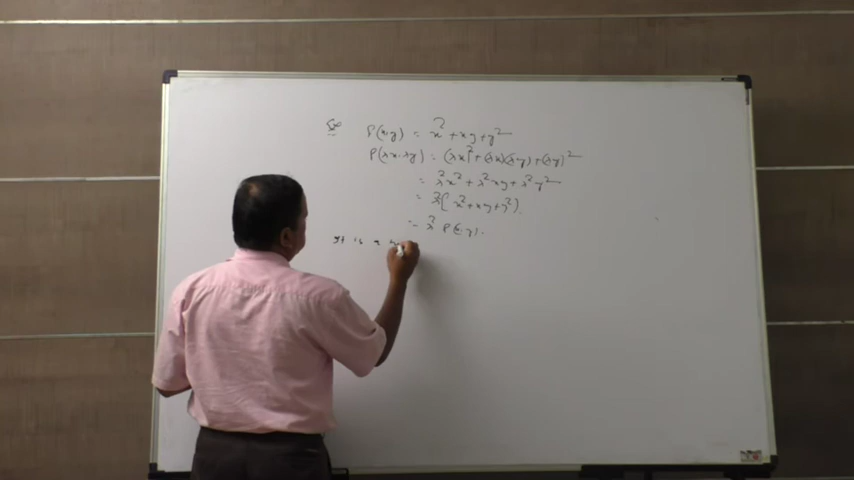 Ex P(x,y) = x² + xy + y²
P(λx, λy) = (λx)² + (λx)(λy) + (λy)²
= λ²x² + λ²xy + λ²y²
= λ²[x² + xy + y²).
= λ² P(x,y).
It is a